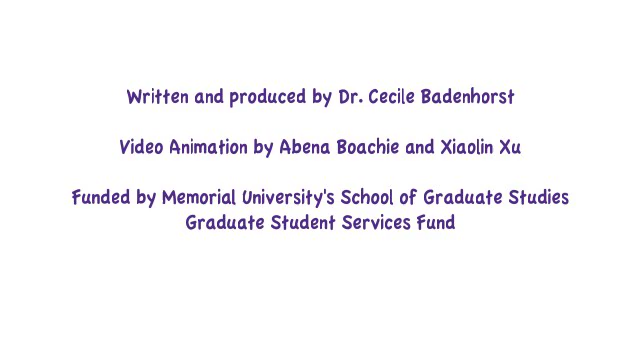 Written and produced by Dr. Cecile Badenhorst
Video Animation by Abena Boachie and Xiaolin Xu
Funded by Memorial University's School of Graduate Studies
Graduate Student Services Fund